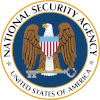 NATIONAL SECURITY AGENCY
UNITED STATES OF AMERICA